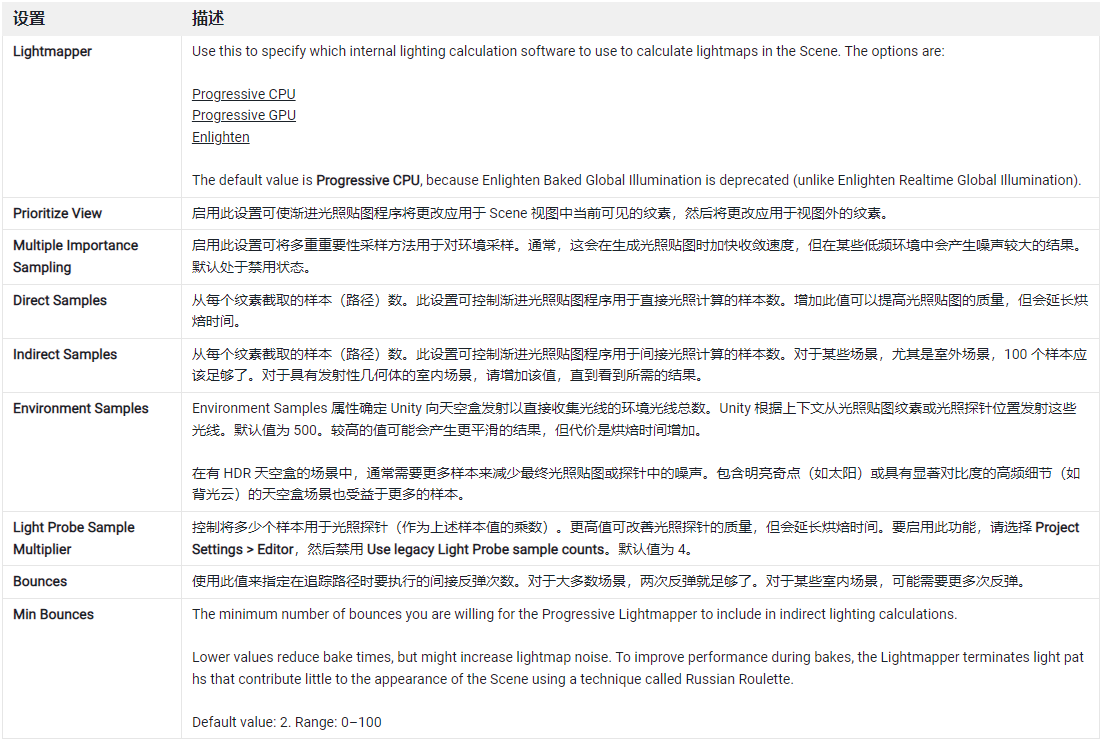 设置 描述
Lightmapper Use this to specify which internal lighting calculation software to use to calculate lightmaps in the Scene. The options are:
Progressive CPU
Progressive GPU
Enlighten
The default value is Progressive CPU, because Enlighten Baked Global Illumination is deprecated (unlike Enlighten Realtime Global Illumination).
Prioritize View 启用此设置可使渐进光照贴图程序将更改应用于 Scene 视图中当前可见的纹素，然后将更改应用于视图外的纹素。
Multiple Importance Sampling 启用此设置可将多重重要性采样方法用于对环境采样。通常，这会在生成光照贴图时加快收敛速度，但在某些低频环境中会产生噪声较大的结果。
默认处于禁用状态。
Direct Samples 从每个纹素截取的样本（路径）数。此设置可控制渐进光照贴图程序用于直接光照计算的样本数。增加此值可以提高光照贴图的质量，但会延长烘
焙时间。
Indirect Samples 从每个纹素截取的样本（路径）数。此设置可控制渐进光照贴图程序用于间接光照计算的样本数。对于某些场景，尤其是室外场景，100 个样本应
该足够了。对于具有发射性几何体的室内场景，请增加该值，直到看到所需的结果。
Environment Samples Environment Samples 属性确定 Unity 向天空盒发射以直接收集光线的环境光线总数。Unity 根据上下文从光照贴图纹素或光照探针位置发射这些
光线。默认值为 500。较高的值可能会产生更平滑的结果，但代价是烘焙时间增加。
在有 HDR 天空盒的场景中，通常需要更多样本来减少最终光照贴图或探针中的噪声。包含明亮奇点（如太阳）或具有显著对比度的高频细节（如
背光云）的天空盒场景也受益于更多的样本。
Light Probe Sample Multiplier 控制将多少个样本用于光照探针（作为上述样本值的乘数）。更高值可改善光照探针的质量，但会延长烘焙时间。要启用此功能，请选择 Project
Settings > Editor，然后禁用 Use legacy Light Probe sample counts。默认值为 4。
Bounces 使用此值来指定在追踪路径时要执行的间接反弹次数。对于大多数场景，两次反弹就足够了。对于某些室内场景，可能需要更多次反弹。
Min Bounces The minimum number of bounces you are willing for the Progressive Lightmapper to include in indirect lighting calculations.
Lower values reduce bake times, but might increase lightmap noise. To improve performance during bakes, the Lightmapper terminates light pat
hs that contribute little to the appearance of the Scene using a technique called Russian Roulette.
Default value: 2. Range: 0–100